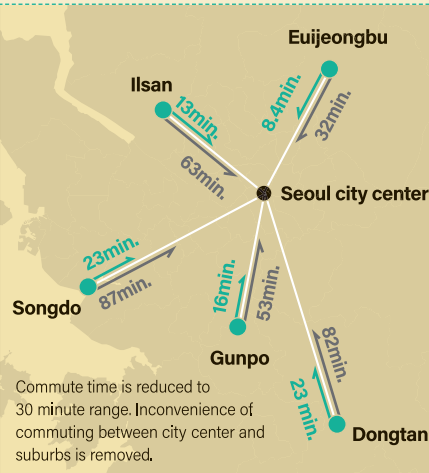 Euijeongbu
Ilsan
13min.
63min.
8.4min.
32min.
Seoul city center
23min.
87min.
Songdo
16min.
53min.
Gunpo
82min.
23 min.
Dongtan
Commute time is reduced to
30 minute range. Inconvenience of
commuting between city center and
suburbs is removed.